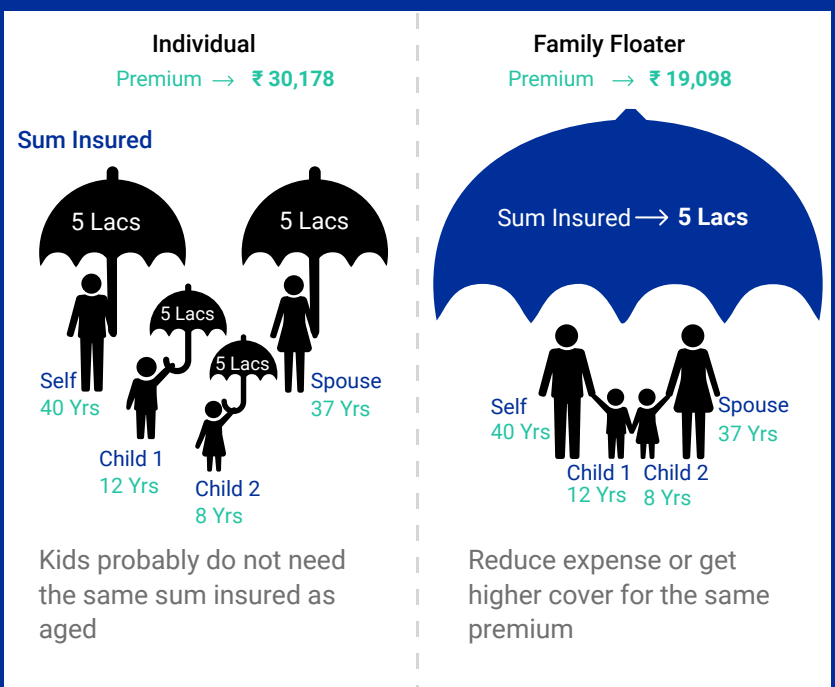 Individual
Premium → ₹ 30,178
Sum Insured
5 Lacs
5 Lacs
5 Lacs
5 Lacs
Self
40 Yrs
Spouse
37 Yrs
Child 1
12 Yrs
Child 2
8 Yrs
Kids probably do not need
the same sum insured as
aged
Family Floater
Premium → ₹ 19,098
Sum Insured → 5 Lacs
Self
40 Yrs
Spouse
37 Yrs
Child 1
12 Yrs
Child 2
8 Yrs
Reduce expense or get
higher cover for the same
premium